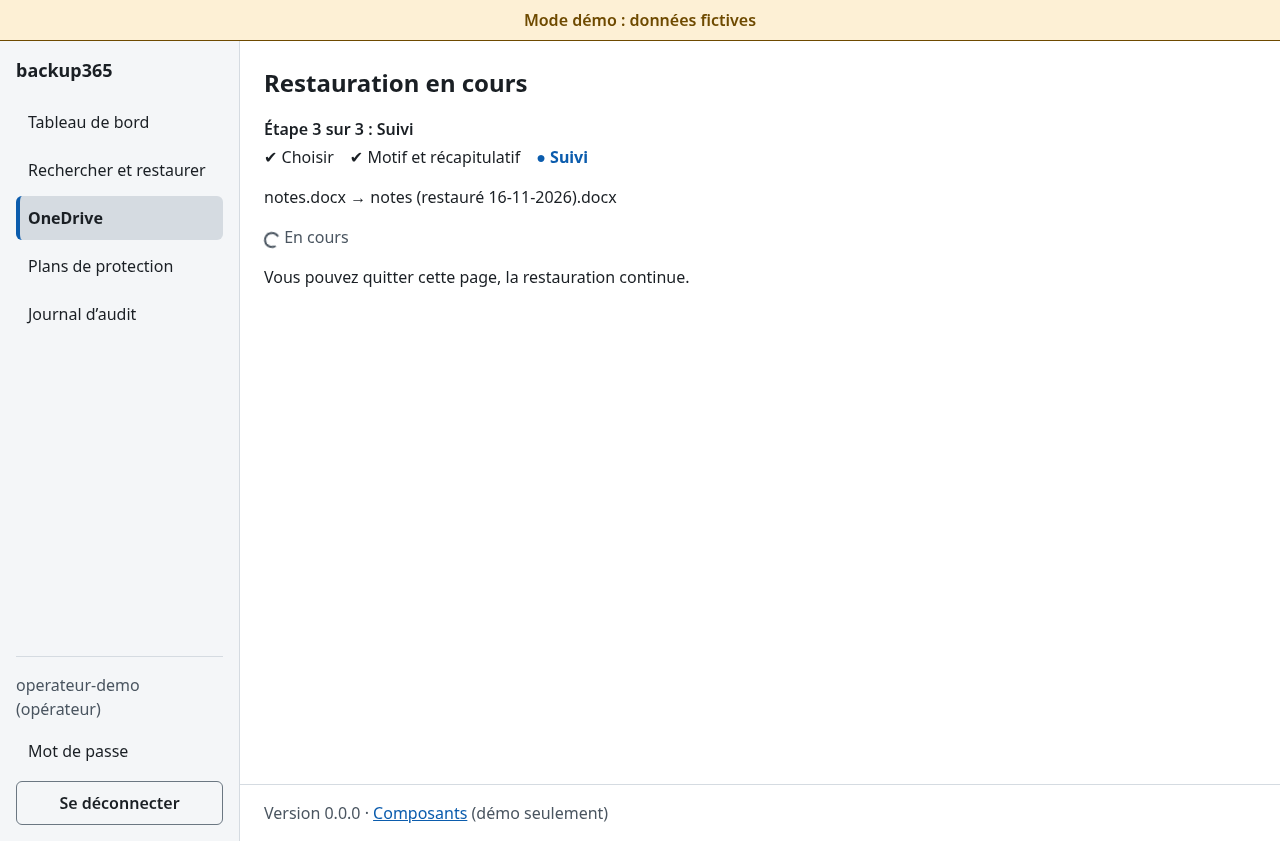 Mode démo : données fictives
backup365
Tableau de bord
Rechercher et restaurer
OneDrive
Plans de protection
Journal d’audit
operateur-demo
(opérateur)
Mot de passe
Se déconnecter
Restauration en cours
Étape 3 sur 3 : Suivi
✔ Choisir ✔ Motif et récapitulatif ● Suivi
notes.docx → notes (restauré 16-11-2026).docx
En cours
Vous pouvez quitter cette page, la restauration continue.
Version 0.0.0 · Composants (démo seulement)